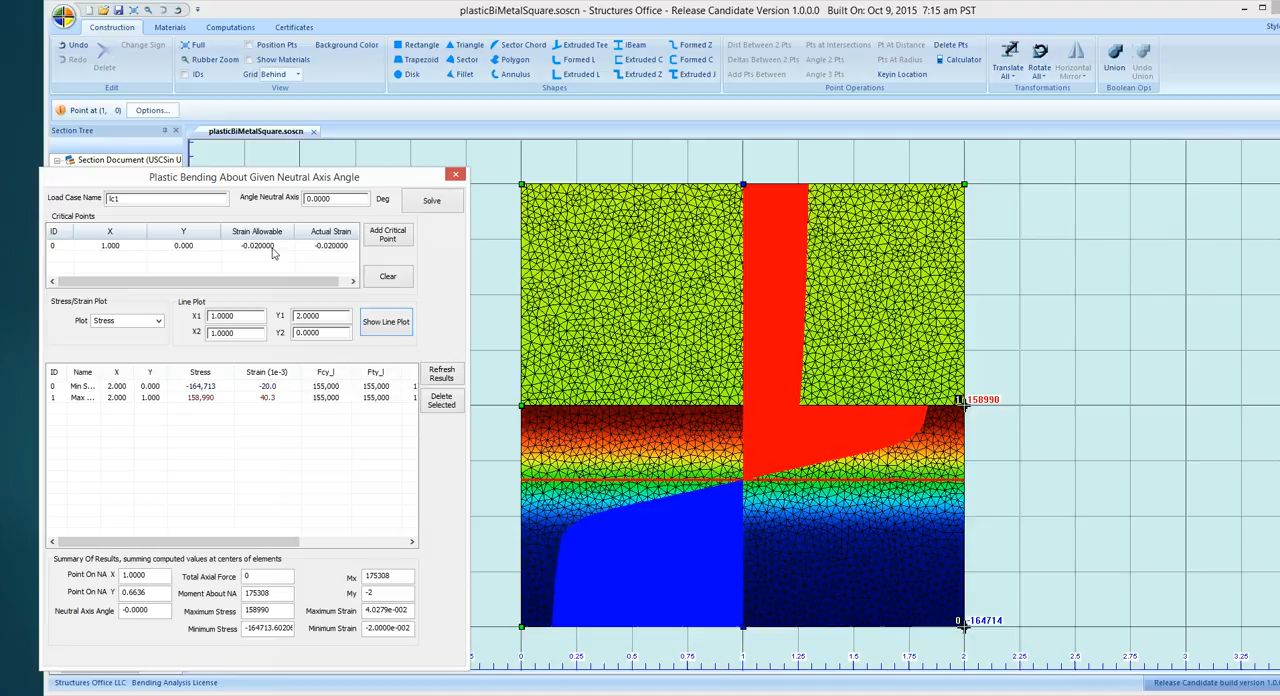 plasticBiMetalSquare.soscn - Structures Office - Release Candidate Version 1.0.0.0 Built On: Oct 9, 2015 7:15 am PST
Construction Materials Computations Certificates
Undo Change Sign Full Position Pts Background Color Rectangle Triangle Sector Chord Extruded Tee IBeam Formed Z Dist Between 2 Pts Pts at Intersections Pt At Distance Delete Pts
Redo Delete Rubber Zoom Show Materials Trapezoid Sector Polygon Formed L Extruded C Formed C Deltas Between 2 Pts Angle 2 Pts Pts At Radius Calculator Translate All Rotate All Horizontal Mirror Union Undo Union
IDs Grid Behind Disk Fillet Annulus Extruded L Extruded Z Extruded J Add Pts Between Angle 3 Pts Keyin Location
Edit View Shapes Point Operations Transformations Boolean Ops
Point at (1, 0) Options...
Section Tree plasticBiMetalSquare.soscn
Section Document (USCSin U
Plastic Bending About Given Neutral Axis Angle
Load Case Name lc1 Angle Neutral Axis 0.0000 Deg Solve
Critical Points
ID X Y Strain Allowable Actual Strain Add Critical Point
0 1.000 0.000 -0.020000 -0.020000
Clear
Stress/Strain Plot Line Plot
Plot Stress X1 1.0000 Y1 2.0000 Show Line Plot
X2 1.0000 Y2 0.0000
ID Name X Y Stress Strain (1e-3) Fcy_l Fty_l Refresh Results
0 Min S... 2.000 0.000 -164,713 -20.0 155,000 155,000 1
1 Max ... 2.000 1.000 158,990 40.3 155,000 155,000 1 Delete Selected
Summary Of Results, summing computed values at centers of elements
Point On NA X 1.0000 Total Axial Force 0 Mx 175308
Point On NA Y 0.6636 Moment About NA 175308 My -2
Neutral Axis Angle -0.0000 Maximum Stress 158990 Maximum Strain 4.0279e-002
Minimum Stress -164713.6020 Minimum Strain -2.0000e-002
1 158990
0 -164714
0 0.25 0.5 0.75 1 1.25 1.5 1.75 2 2.25 2.5 2.75 3 3.25
Structures Office LLC Bending Analysis License Release Candidate build version 1.0.